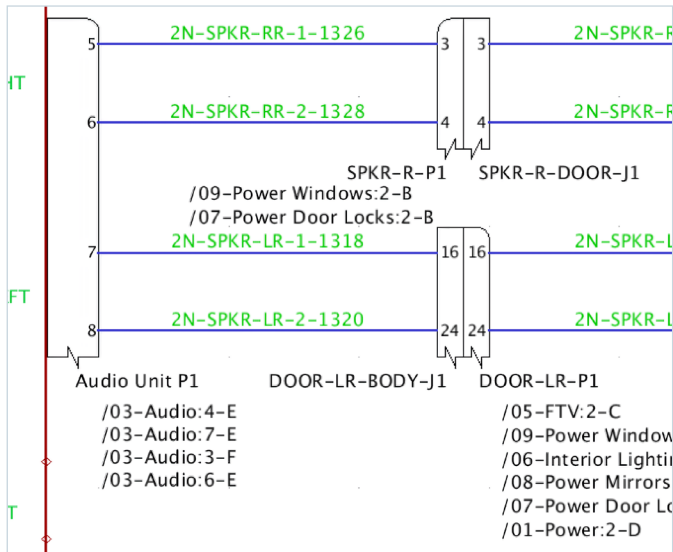 2N-SPKR-RR-1-1326
2N-SPKR-R
5
3
3
HT
2N-SPKR-RR-2-1328
2N-SPKR-R
6
4
4
SPKR-R-P1
SPKR-R-DOOR-J1
/09-Power Windows:2-B
/07-Power Door Locks:2-B
2N-SPKR-LR-1-1318
2N-SPKR-L
7
16
16
FT
2N-SPKR-LR-2-1320
2N-SPKR-L
8
24
24
Audio Unit P1
DOOR-LR-BODY-J1
DOOR-LR-P1
/03-Audio:4-E
/03-Audio:7-E
/03-Audio:3-F
/03-Audio:6-E
/05-FTV:2-C
/09-Power Window
/06-Interior Lighti
/08-Power Mirrors
/07-Power Door Lo
/01-Power:2-D
T